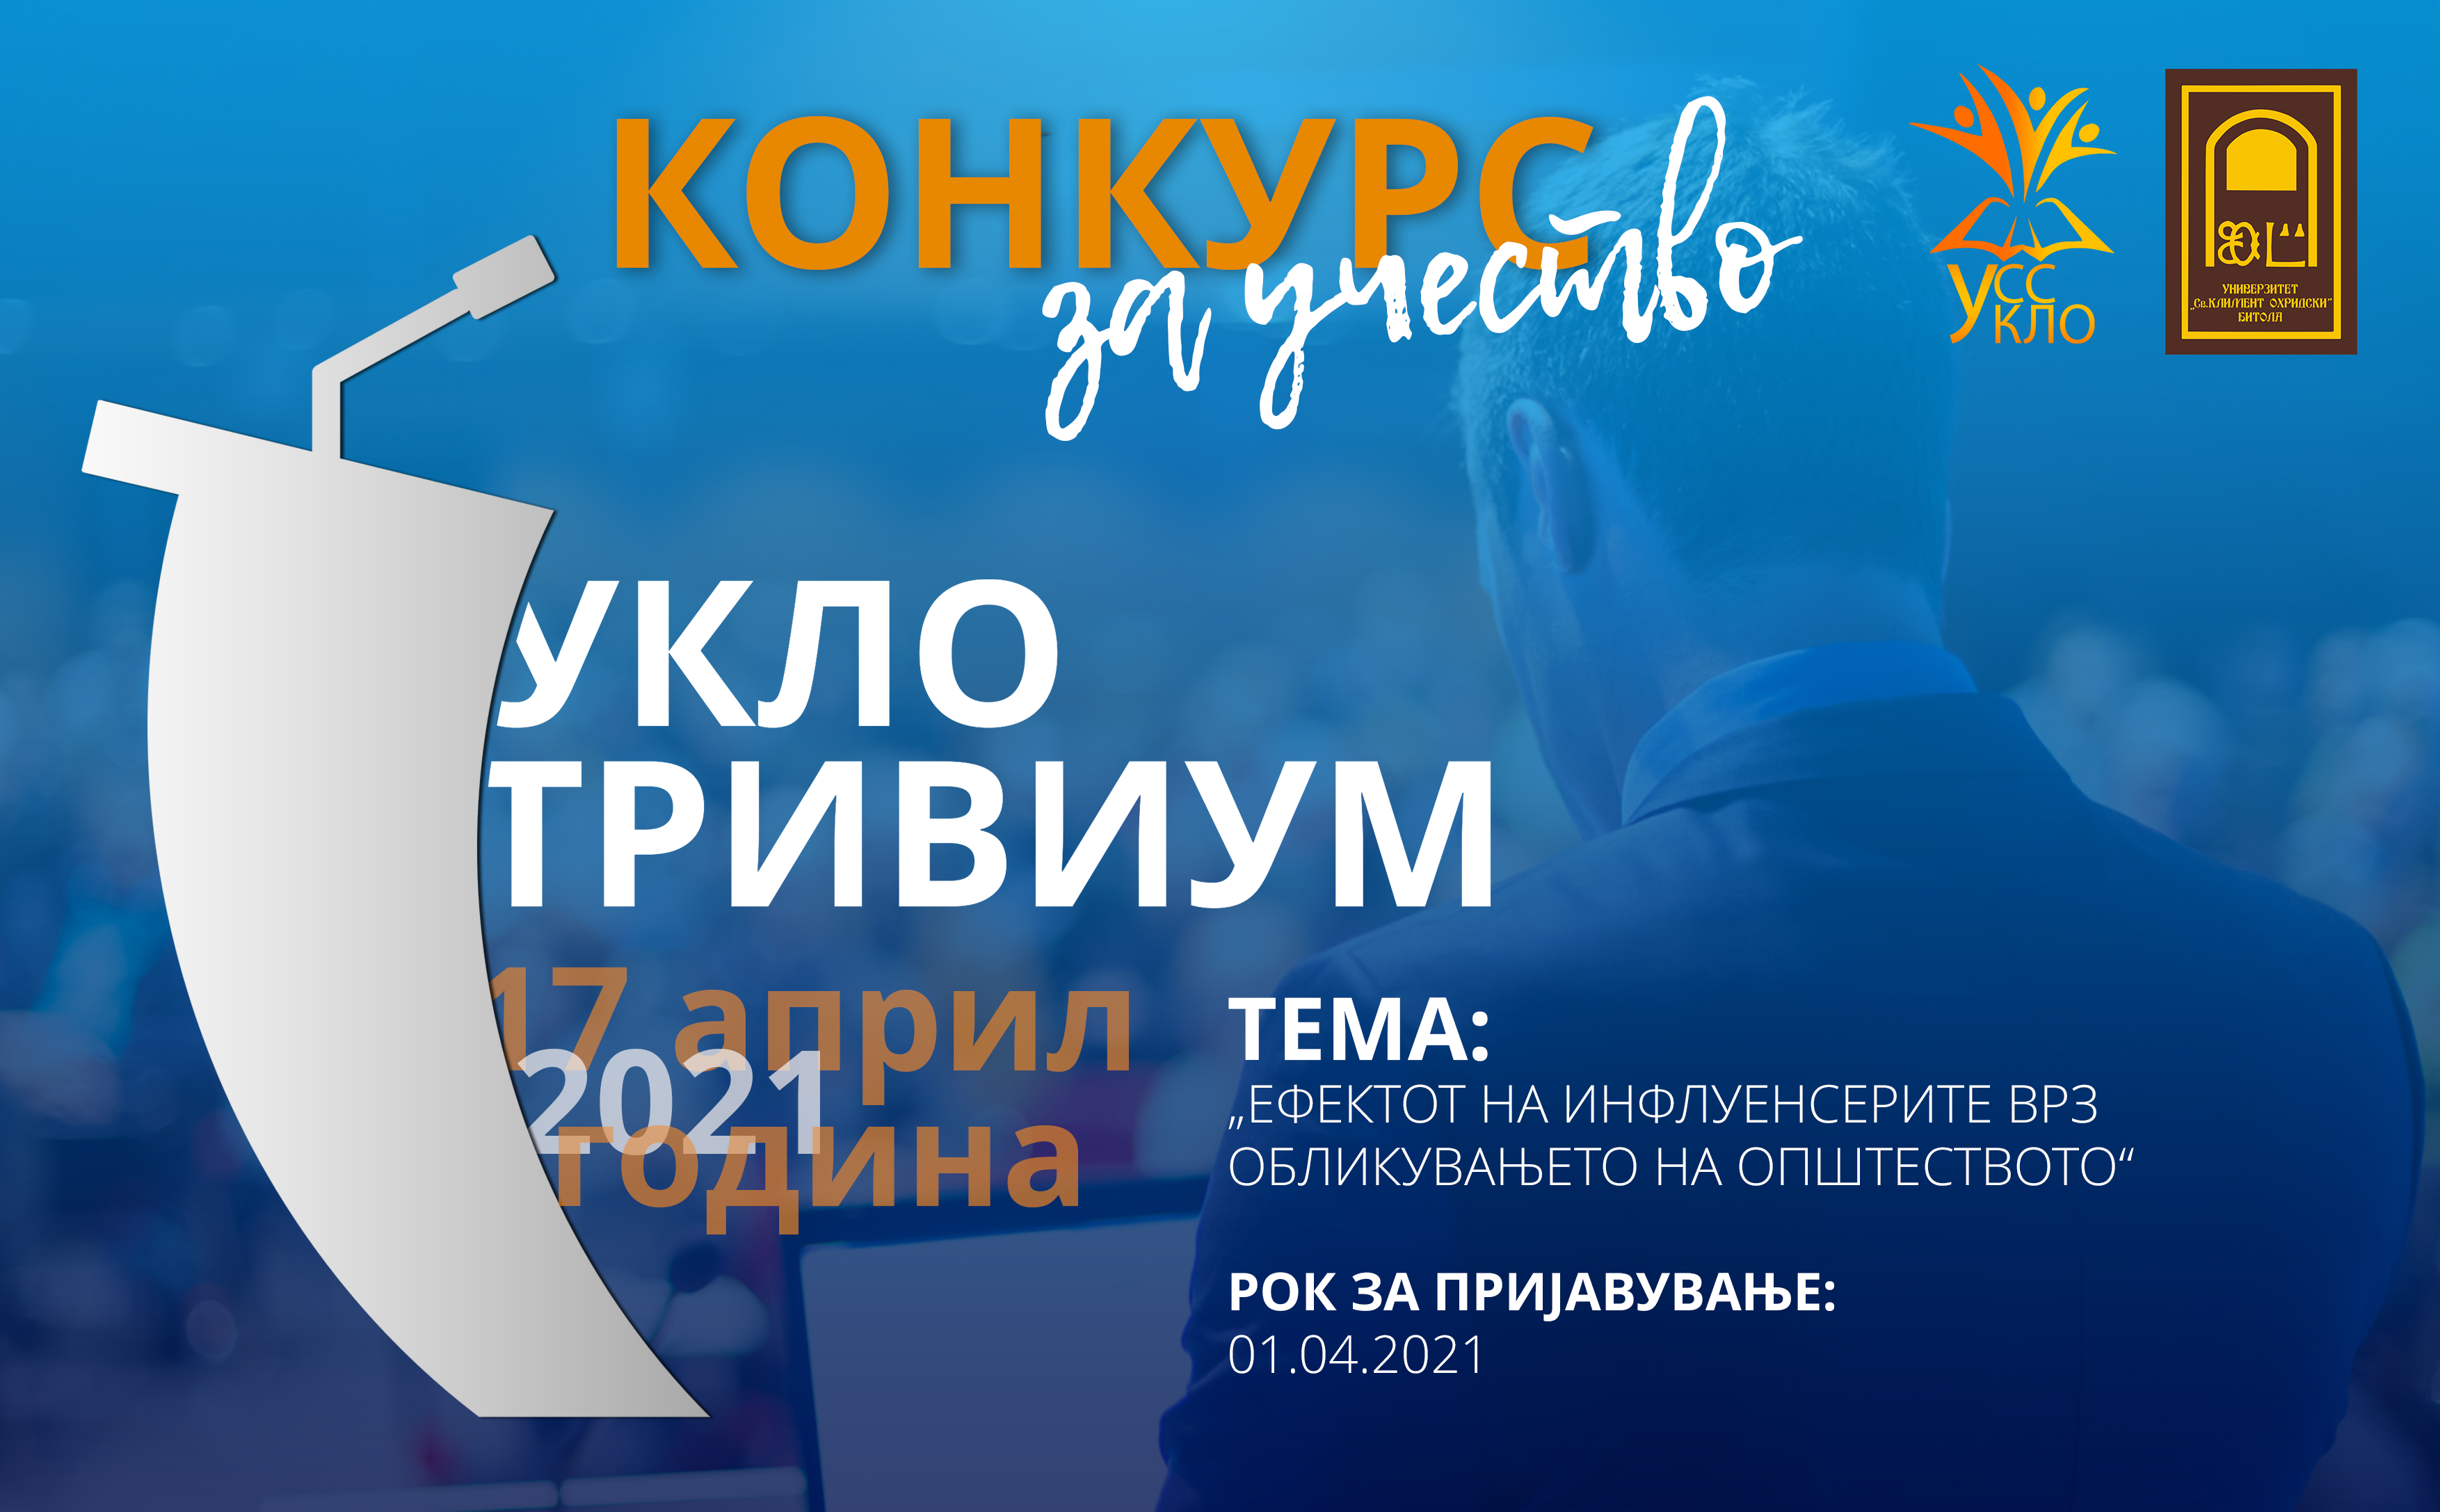 КОНКУРС
за учество
УСС
УКЛО
УНИВЕРЗИТЕТ
„Св.КЛИМЕНТ ОХРИДСКИ“
БИТОЛА
УКЛО
ТРИВИУМ
17 април
2021
година
ТЕМА:
„ЕФЕКТОТ НА ИНФЛУЕНСЕРИТЕ ВРЗ
ОБЛИКУВАЊЕТО НА ОПШТЕСТВОТО“
РОК ЗА ПРИЈАВУВАЊЕ:
01.04.2021